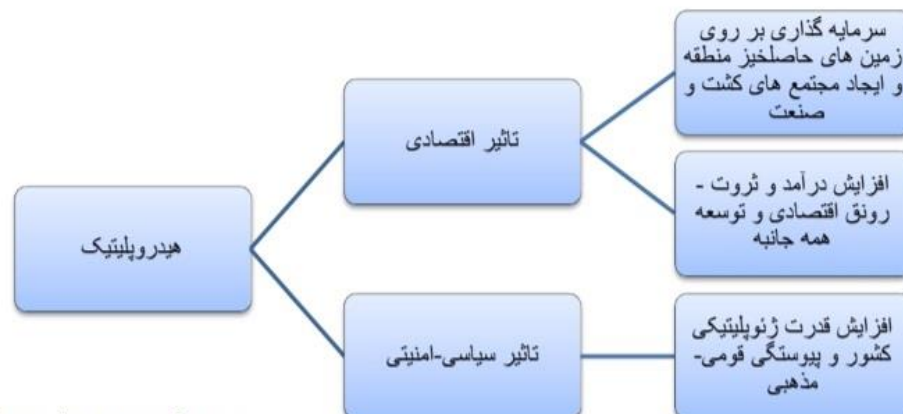 هیدروپلیتیک
تاثیر اقتصادی
سرمایه گذاری بر روی
زمین های حاصلخیز منطقه
و ایجاد مجتمع های کشت و
صنعت
افزایش درآمد و ثروت -
رونق اقتصادی و توسعه
همه جانبه
تاثیر سیاسی-امنیتی
افزایش قدرت ژئوپلیتیکی
کشور و پیوستگی قومی-
مذهبی